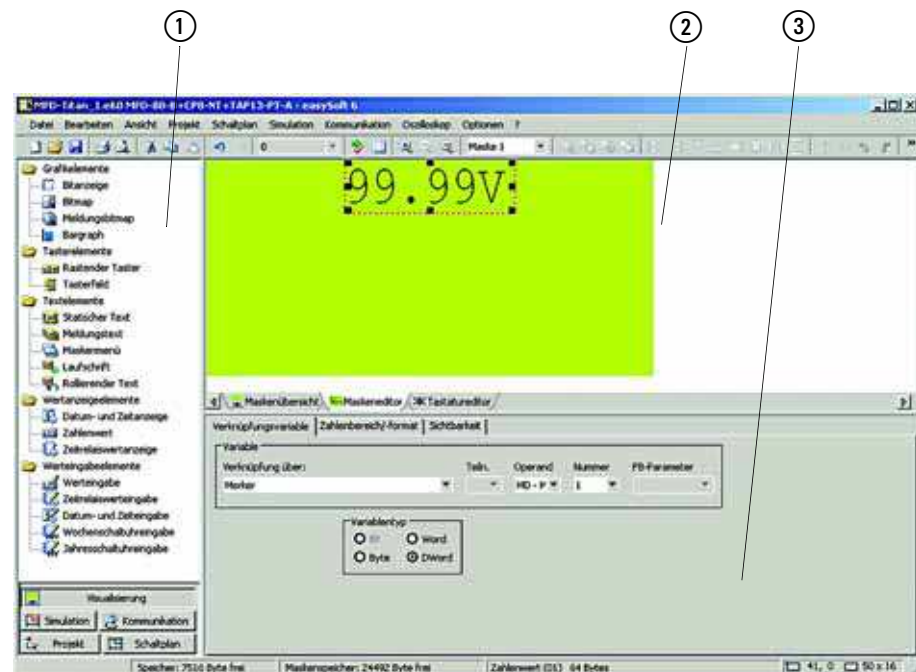 1
2
3
MFD-Titan_1.e60 MFD-80-B+CP8-NT+TAP13-PT-A - easySoft 6
Datei Bearbeiten Ansicht Projekt Schaltplan Simulation Kommunikation Oszilloskop Optionen ?
0
Maske 1
Grafikelemente
Bitanzeige
Bitmap
Meldungsbitmap
Bargraph
Tasterelemente
Rastender Taster
Tasterfeld
Textelemente
Statischer Text
Meldungstext
Maskenmenü
Laufschrift
Rollierender Text
Wertanzeigeelemente
Datum- und Zeitanzeige
Zahlenwert
Zeitrelaiswertanzeige
Werteingabeelemente
Werteingabe
Zeitrelaiswerteingabe
Datum- und Zeiteingabe
Wochenschaltuhreingabe
Jahresschaltuhreingabe
99.99V
Maskenübersicht Maskeneditor Tastatureditor
Verknüpfungsvariable Zahlenbereich/-format Sichtbarkeit
Variable
Verknüpfung über: Teiln. Operand Nummer FB-Parameter
Merker MD - 1
Variablentyp
Bit Word
Byte DWord
Visualisierung
Simulation Kommunikation
Projekt Schaltplan
Speicher: 7516 Byte frei Maskenspeicher: 24492 Byte frei Zahlenwert (D1) 64 Bytes 41, 0 50 x 16